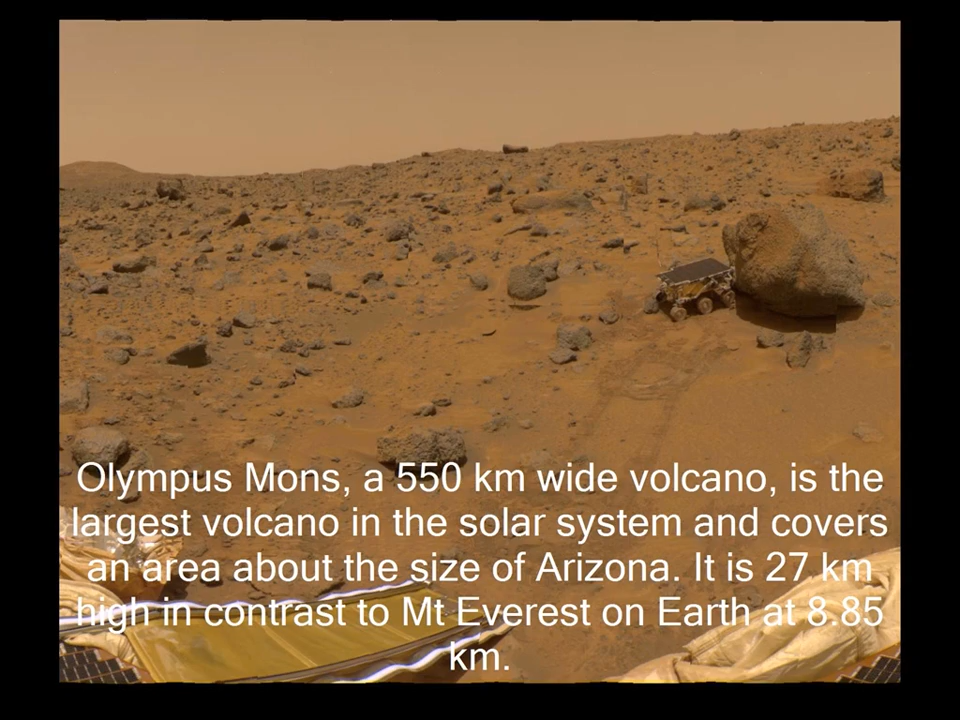 Olympus Mons, a 550 km wide volcano, is the
largest volcano in the solar system and covers
an area about the size of Arizona. It is 27 km
high in contrast to Mt Everest on Earth at 8.85
km.